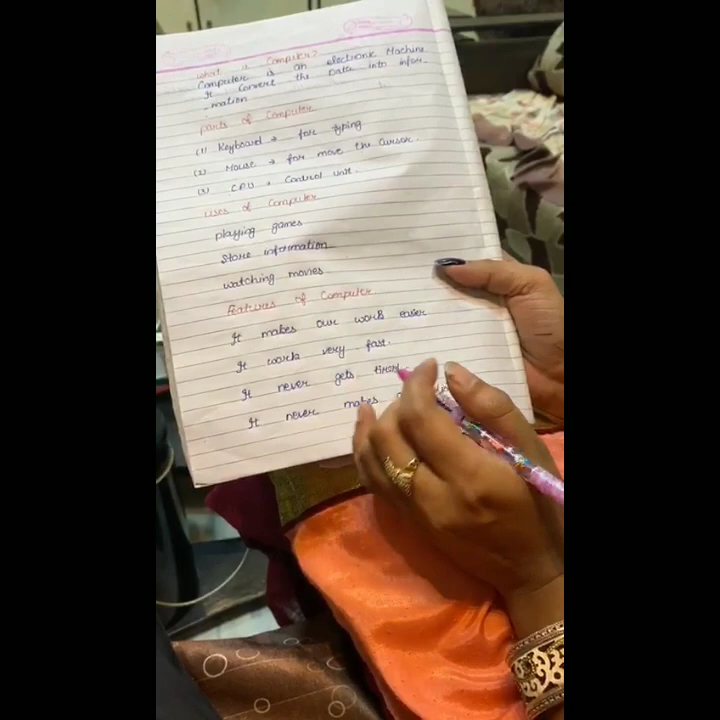 What is Computer?
Computer is an electronic Machine
It Convert the Data into infor-
-mation
parts of Computer
(1) Keyboard → for typing
(2) Mouse → for move the Cursor.
(3) C.P.U → Control unit.
Uses of Computer
playing games
Store information
watching movies
Features of Computer
It makes our work easier
It works very fast.
It never gets tired
It never makes